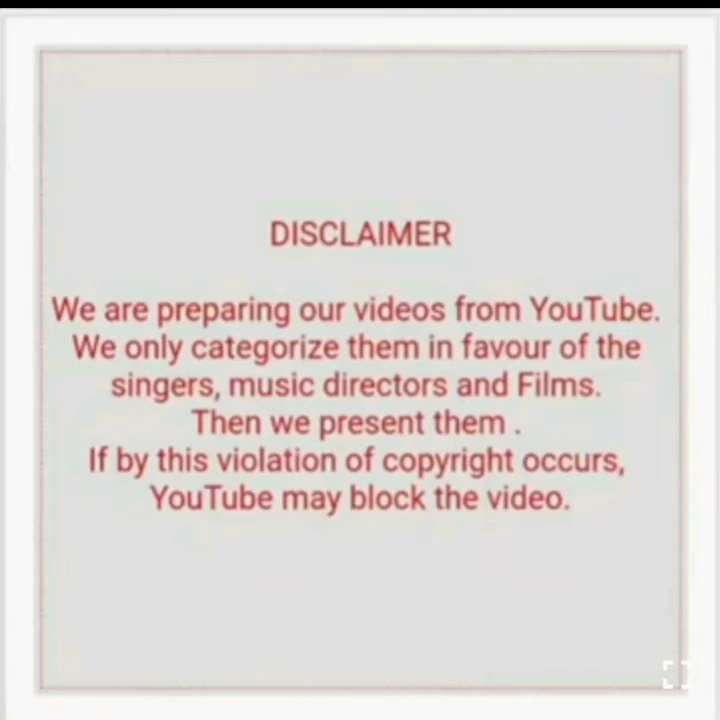 DISCLAIMER
We are preparing our videos from YouTube.
We only categorize them in favour of the
singers, music directors and Films.
Then we present them .
If by this violation of copyright occurs,
YouTube may block the video.